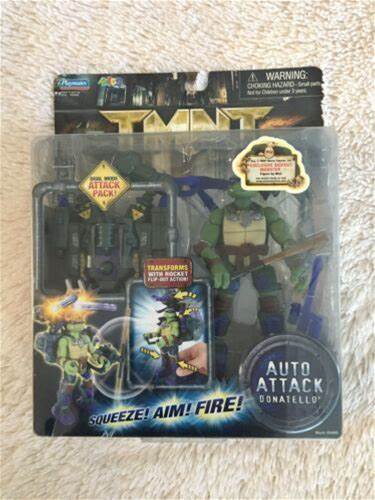 Playmates
WARNING:
CHOKING HAZARD - Small parts.
Not for Children under 3 years.
TMNT
DUAL MODE!
ATTACK
PACK!
TRANSFORMS
WITH ROCKET
FLIP-OUT ACTION!
SQUEEZE! AIM! FIRE!
AUTO
ATTACK
DONATELLO